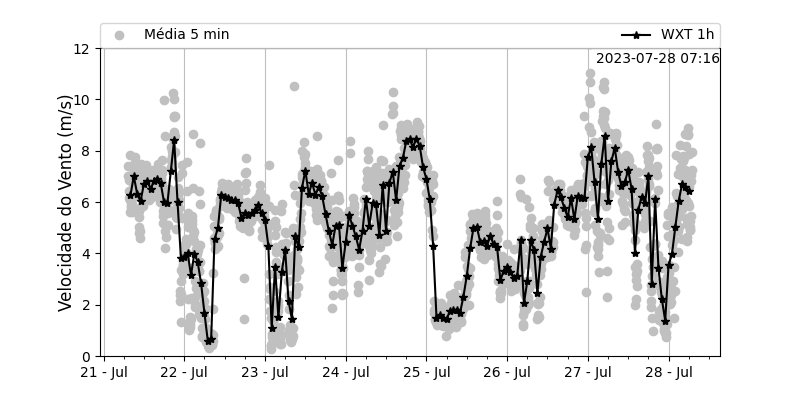 Média 5 min
WXT 1h
2023-07-28 07:16
Velocidade do Vento (m/s)
12
10
8
6
4
2
0
21 - Jul
22 - Jul
23 - Jul
24 - Jul
25 - Jul
26 - Jul
27 - Jul
28 - Jul